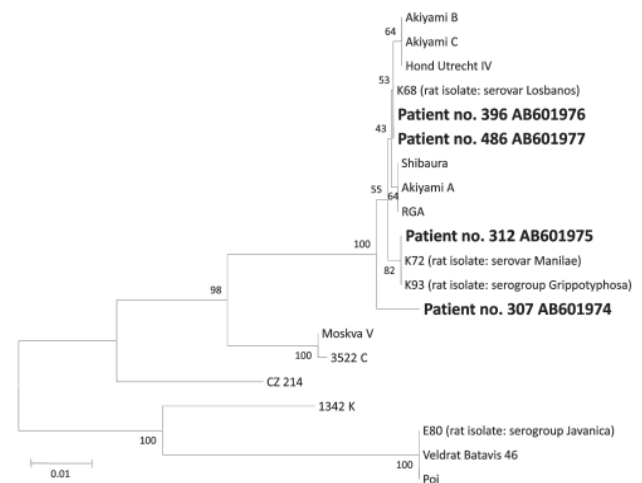 Akiyami B
64
Akiyami C
Hond Utrecht IV
53
K68 (rat isolate: serovar Losbanos)
Patient no. 396 AB601976
43
Patient no. 486 AB601977
Shibaura
55
64
Akiyami A
RGA
Patient no. 312 AB601975
100
K72 (rat isolate: serovar Manilae)
82
K93 (rat isolate: serogroup Grippotyphosa)
98
Patient no. 307 AB601974
Moskva V
100
3522 C
CZ 214
1342 K
E80 (rat isolate: serogroup Javanica)
100
Veldrat Batavis 46
0.01
100
Poi